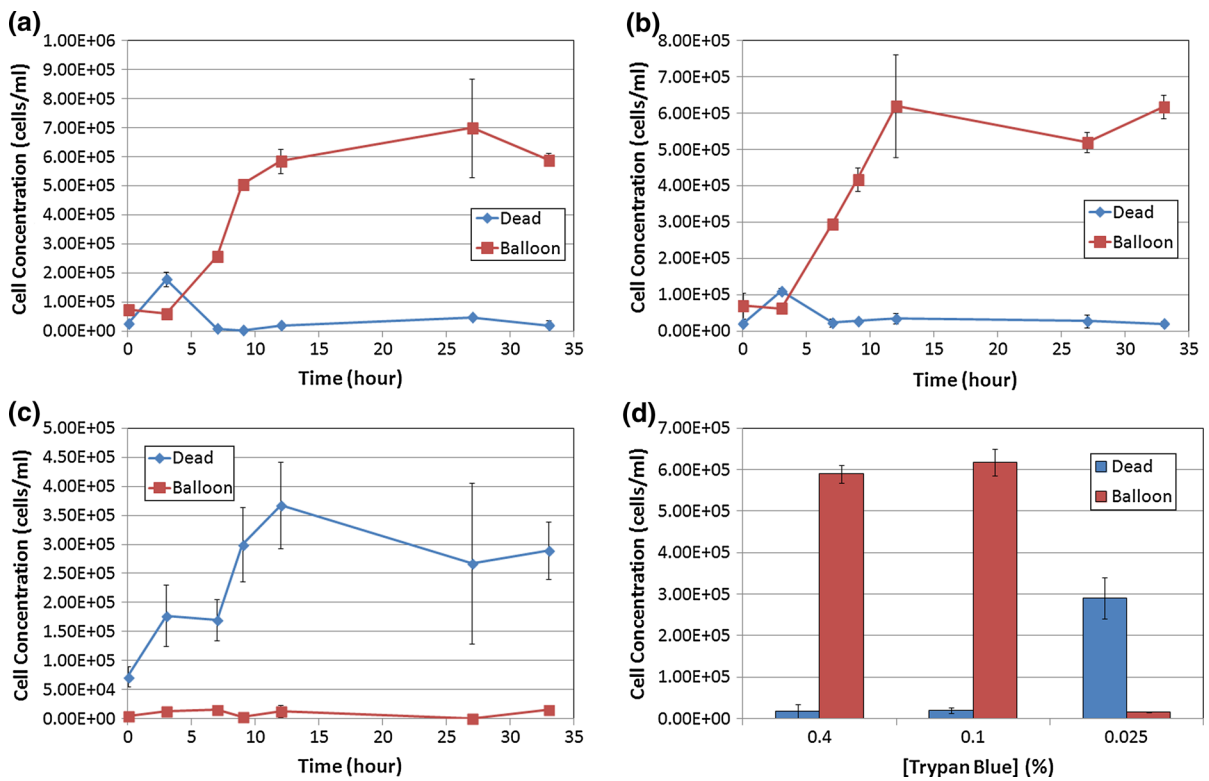 (a)
1.00E+06
9.00E+05
8.00E+05
7.00E+05
6.00E+05
5.00E+05
4.00E+05
3.00E+05
2.00E+05
1.00E+05
0.00E+00
Cell Concentration (cells/ml)
Dead
Balloon
0 5 10 15 20 25 30 35
Time (hour)
(b)
8.00E+05
7.00E+05
6.00E+05
5.00E+05
4.00E+05
3.00E+05
2.00E+05
1.00E+05
0.00E+00
Cell Concentration (cells/ml)
Dead
Balloon
0 5 10 15 20 25 30 35
Time (hour)
(c)
5.00E+05
4.50E+05
4.00E+05
3.50E+05
3.00E+05
2.50E+05
2.00E+05
1.50E+05
1.00E+05
5.00E+04
0.00E+00
Cell Concentration (cells/ml)
Dead
Balloon
0 5 10 15 20 25 30 35
Time (hour)
(d)
7.00E+05
6.00E+05
5.00E+05
4.00E+05
3.00E+05
2.00E+05
1.00E+05
0.00E+00
Cell Concentration (cells/ml)
Dead
Balloon
0.4 0.1 0.025
[Trypan Blue] (%)